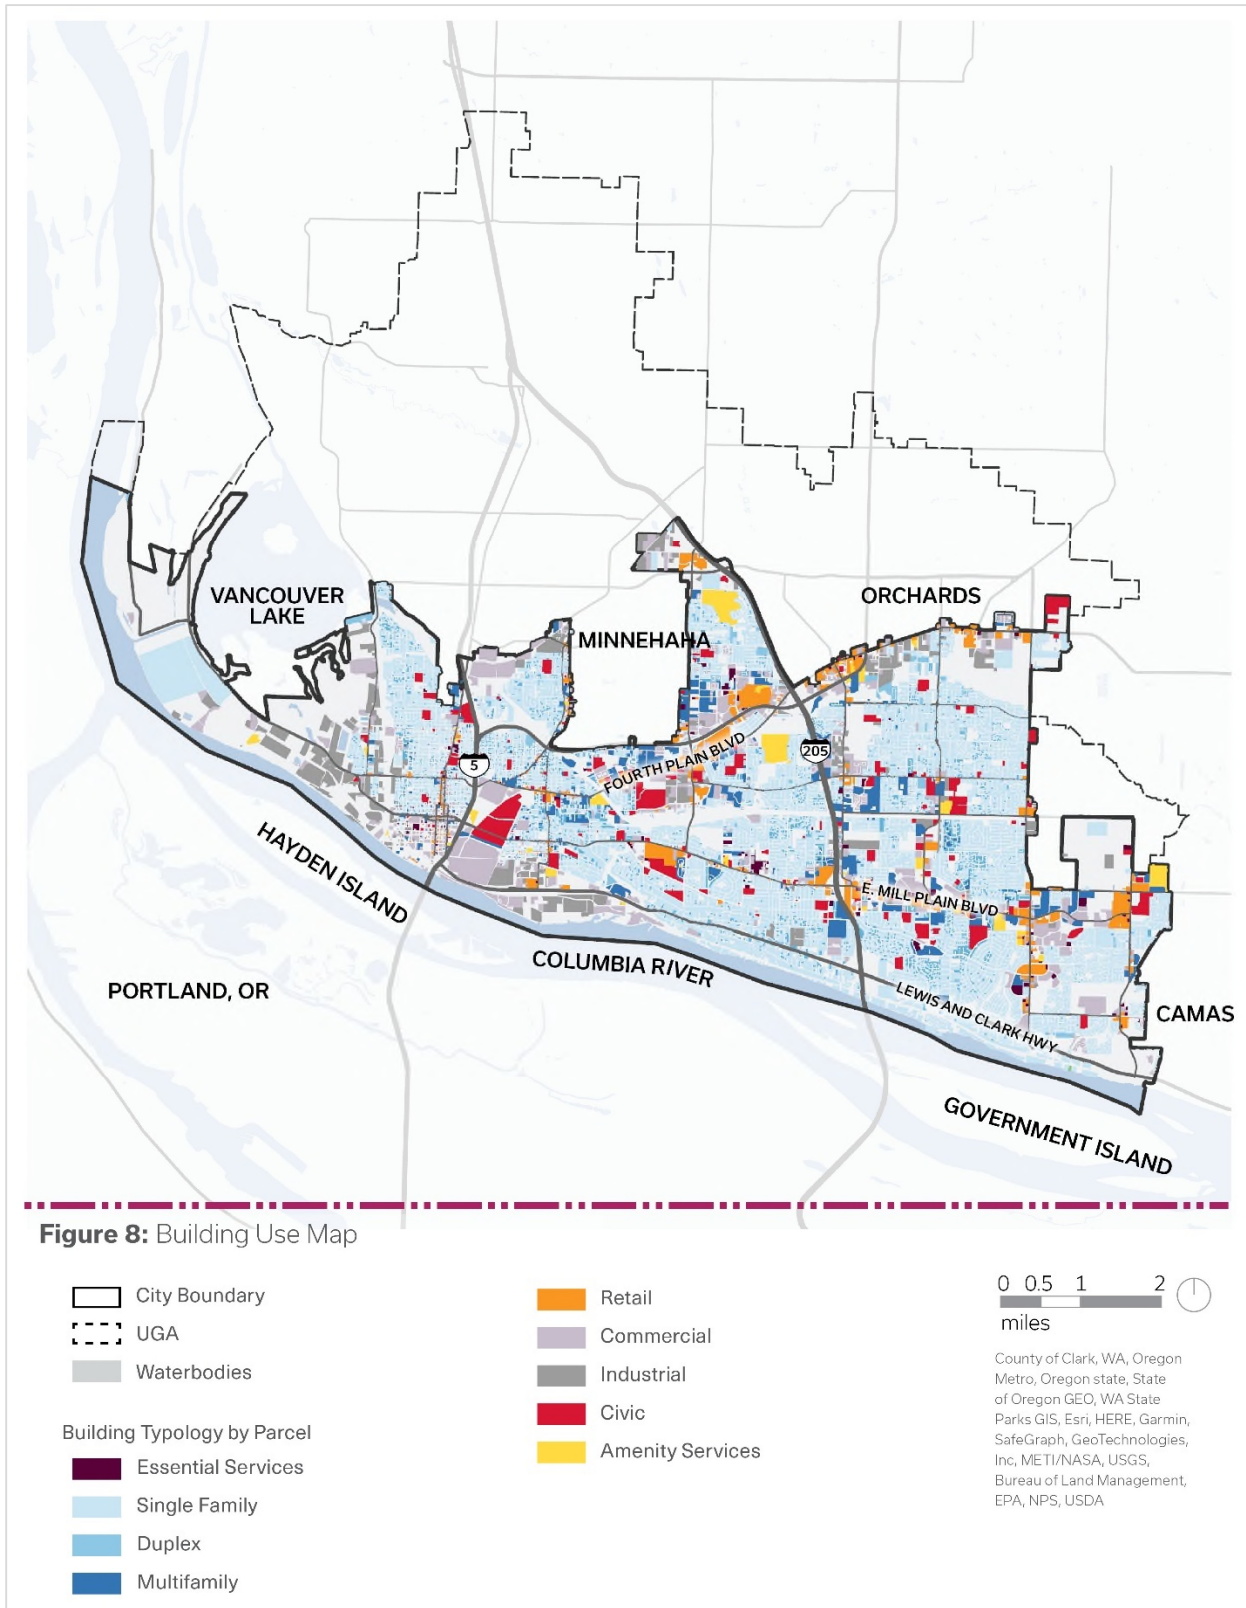 VANCOUVER
LAKE
MINNEHAHA
ORCHARDS
FOURTH PLAIN BLVD
205
5
HAYDEN ISLAND
E. MILL PLAIN BLVD
COLUMBIA RIVER
PORTLAND, OR
LEWIS AND CLARK HWY
CAMAS
GOVERNMENT ISLAND
Figure 8: Building Use Map
City Boundary
UGA
Waterbodies
Building Typology by Parcel
Essential Services
Single Family
Duplex
Multifamily
Retail
Commercial
Industrial
Civic
Amenity Services
0 0.5 1 2
miles
County of Clark, WA, Oregon
Metro, Oregon state, State
of Oregon GEO, WA State
Parks GIS, Esri, HERE, Garmin,
SafeGraph, GeoTechnologies,
Inc, METI/NASA, USGS,
Bureau of Land Management,
EPA, NPS, USDA